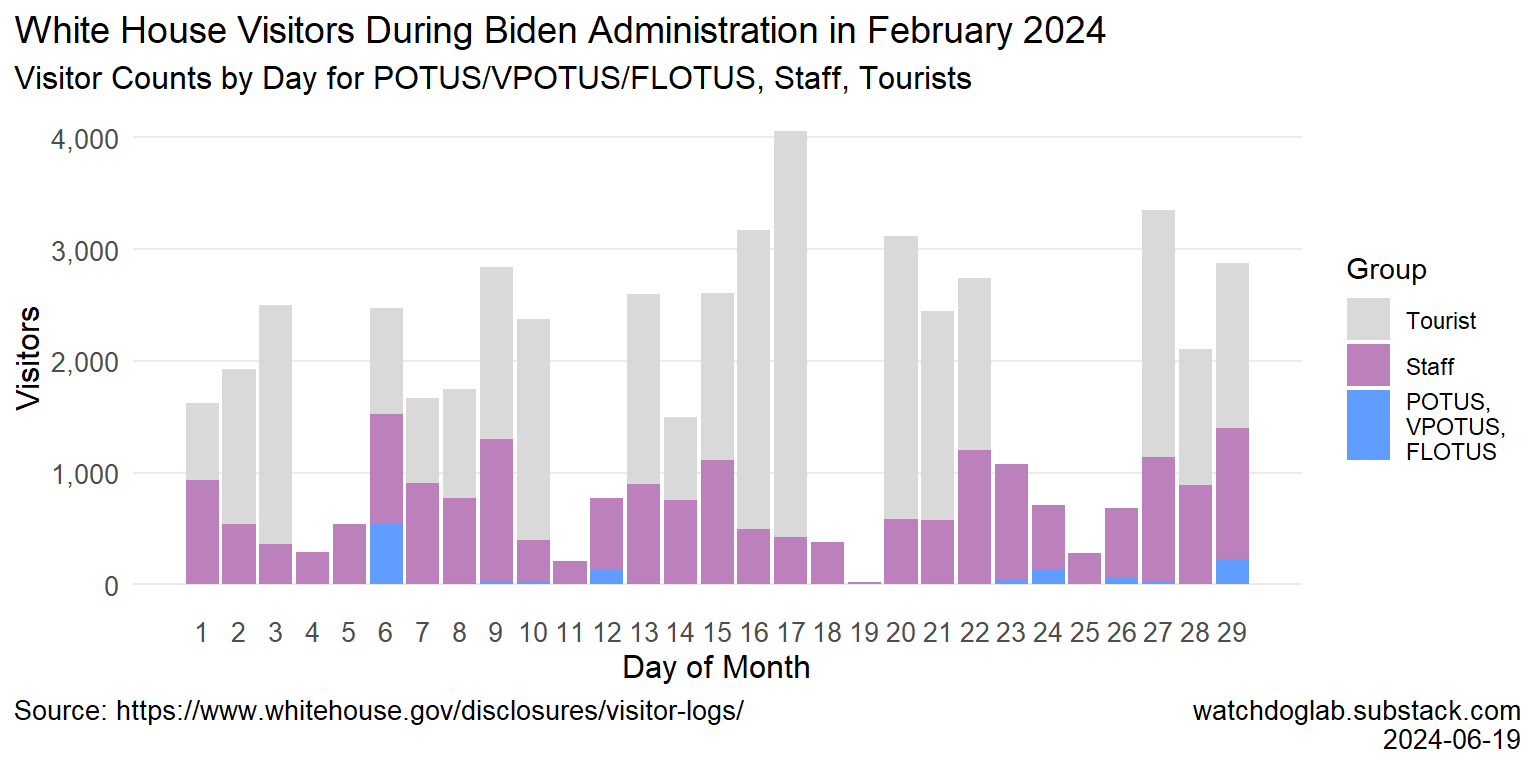 White House Visitors During Biden Administration in February 2024
Visitor Counts by Day for POTUS/VPOTUS/FLOTUS, Staff, Tourists
4,000
3,000
2,000
1,000
0
Visitors
1 2 3 4 5 6 7 8 9 10 11 12 13 14 15 16 17 18 19 20 21 22 23 24 25 26 27 28 29
Day of Month
Group
Tourist
Staff
POTUS,
VPOTUS,
FLOTUS
Source: https://www.whitehouse.gov/disclosures/visitor-logs/
watchdoglab.substack.com
2024-06-19